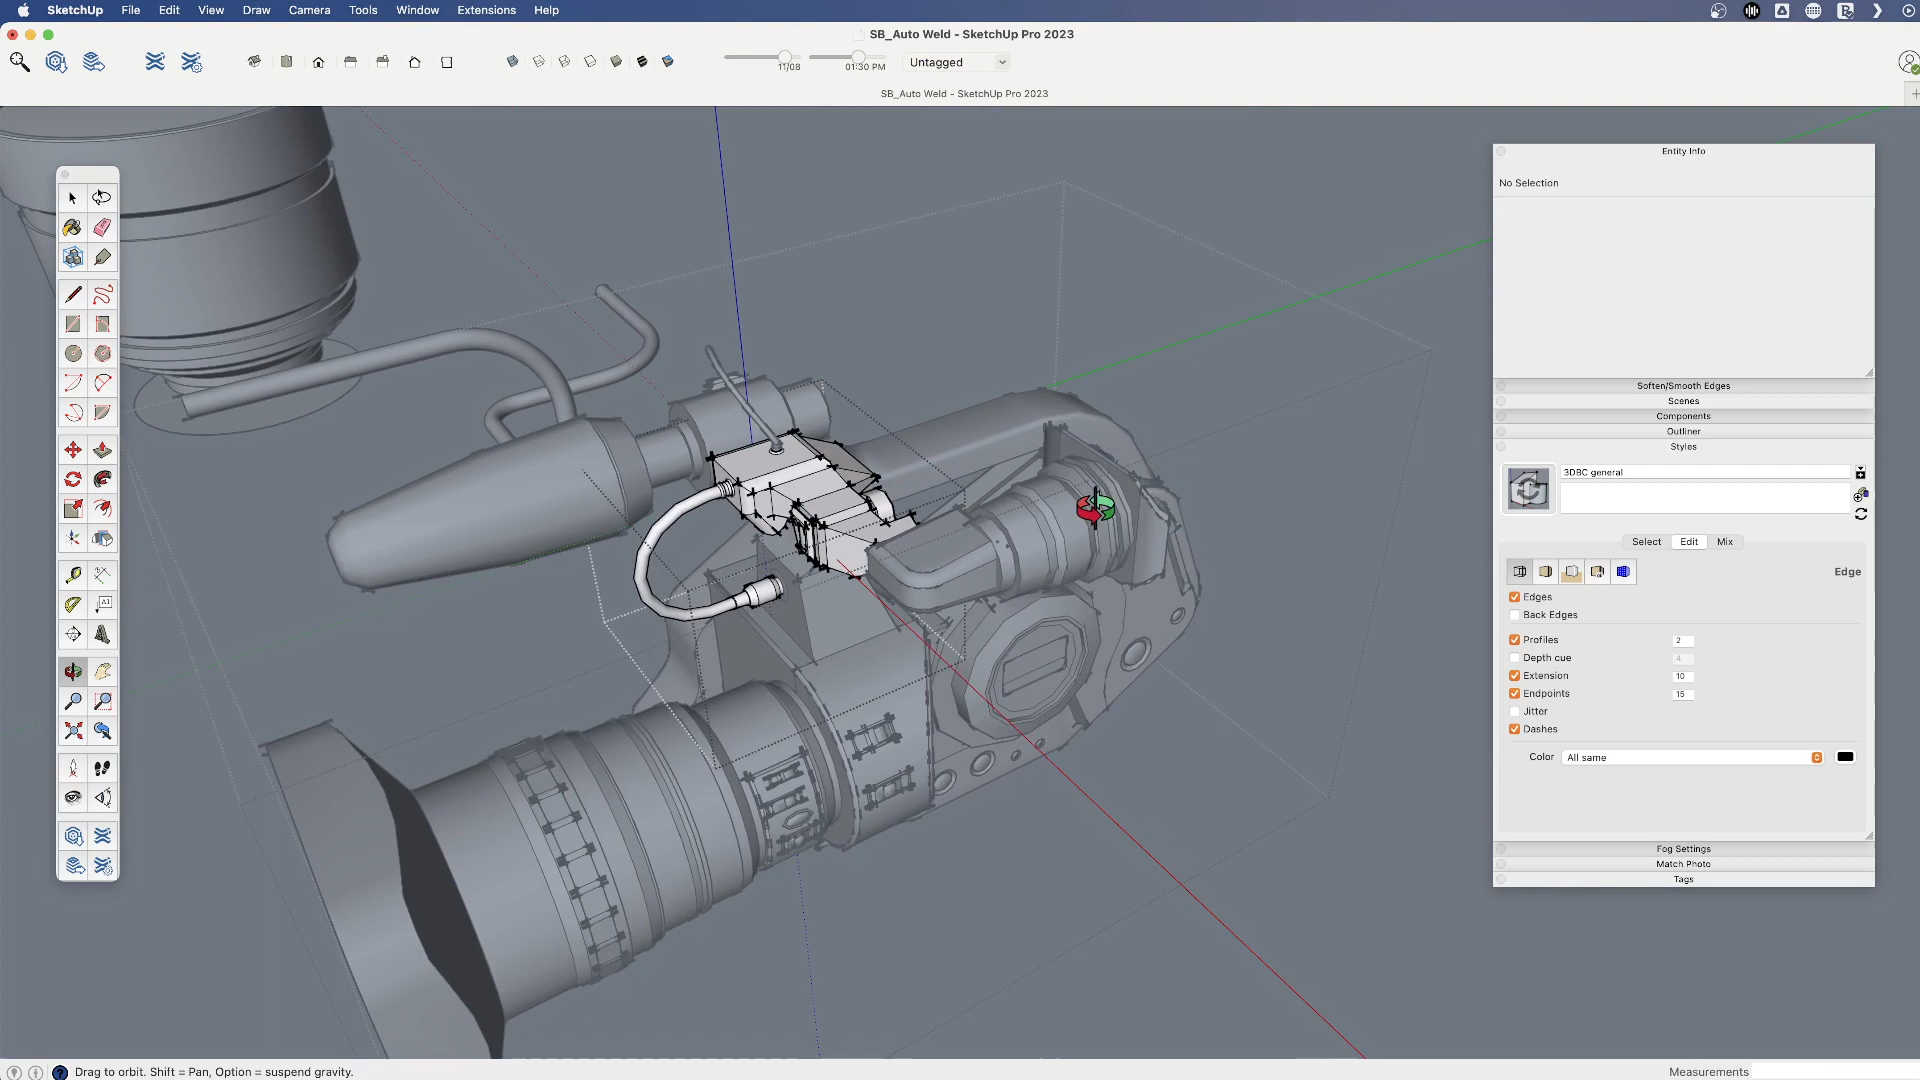 SketchUp File Edit View Draw Camera Tools Window Extensions Help
SB_Auto Weld - SketchUp Pro 2023
11/08 01:30 PM Untagged
SB_Auto Weld - SketchUp Pro 2023
Entity Info
No Selection
Soften/Smooth Edges
Scenes
Components
Outliner
Styles
3DBC general
Select Edit Mix
Edge
Edges
Back Edges
Profiles 2
Depth cue 4
Extension 10
Endpoints 15
Jitter
Dashes
Color All same
Fog Settings
Match Photo
Tags
Drag to orbit. Shift = Pan, Option = suspend gravity.
Measurements